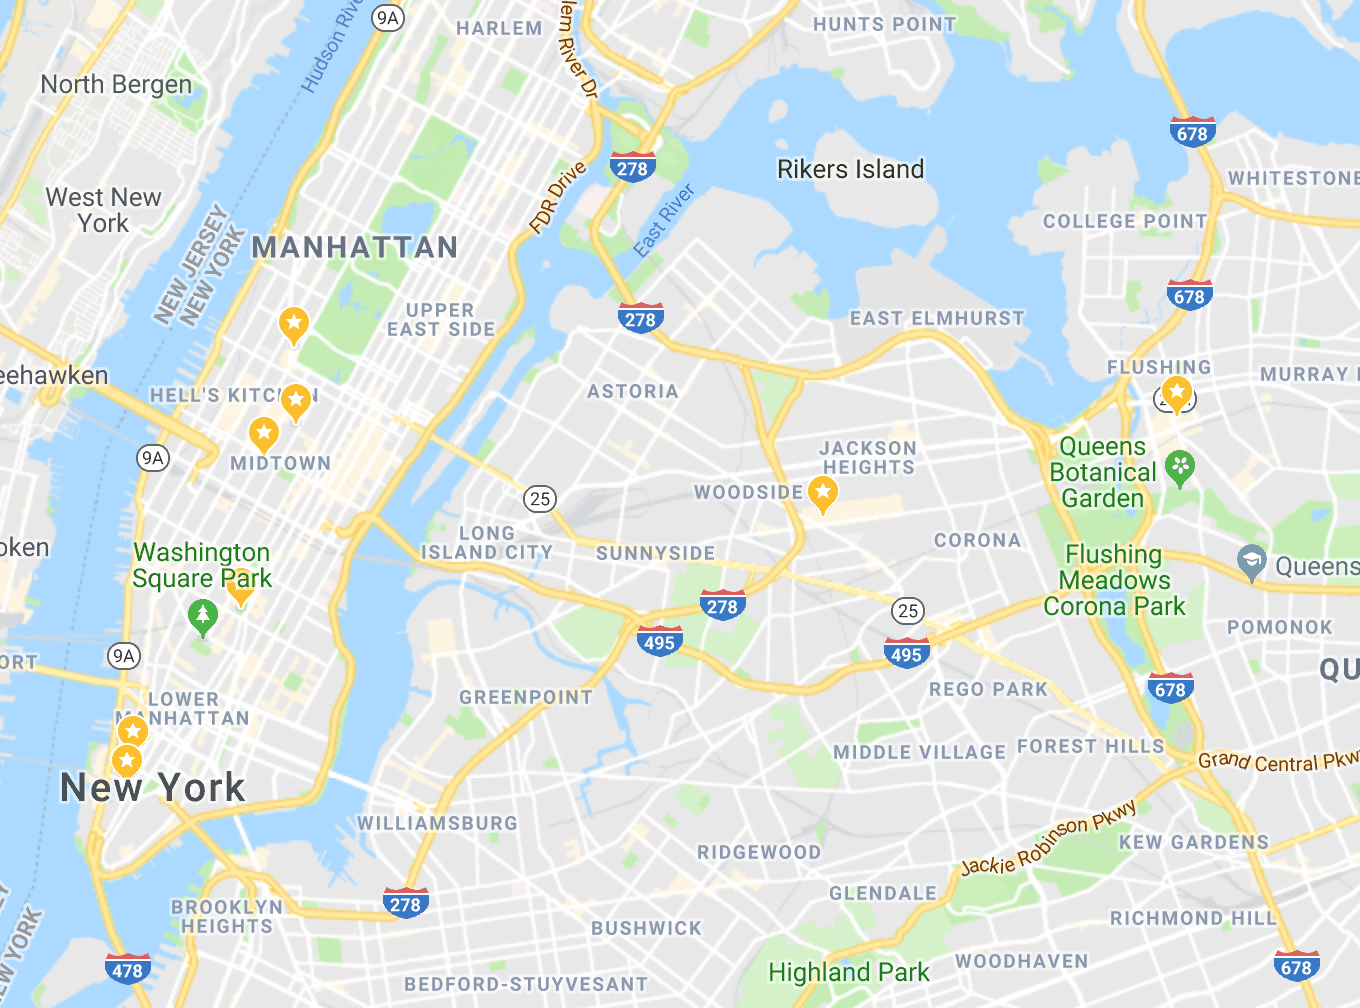 9A
HARLEM
Harlem River Dr
HUNTS POINT
Hudson River
North Bergen
678
278
FDR Drive
Rikers Island
WHITESTONE
West New
York
East River
COLLEGE POINT
NEW JERSEY
NEW YORK
MANHATTAN
678
UPPER
EAST SIDE
278
EAST ELMHURST
FLUSHING
MURRAY
eehawken
HELL'S KITCHEN
ASTORIA
9A
MIDTOWN
JACKSON
HEIGHTS
Queens
Botanical
Garden
25
WOODSIDE
oken
LONG
ISLAND CITY
SUNNYSIDE
CORONA
Washington
Square Park
Flushing
Meadows
Corona Park
Queens
278
25
495
495
9A
POMONOK
ORT
QU
LOWER
MANHATTAN
GREENPOINT
REGO PARK
678
MIDDLE VILLAGE
FOREST HILLS
Grand Central Pkwy
New York
WILLIAMSBURG
Jackie Robinson Pkwy
KEW GARDENS
RIDGEWOOD
GLENDALE
278
BROOKLYN
HEIGHTS
BUSHWICK
RICHMOND HILL
NEW YORK
478
BEDFORD-STUYVESANT
Highland Park
WOODHAVEN
678